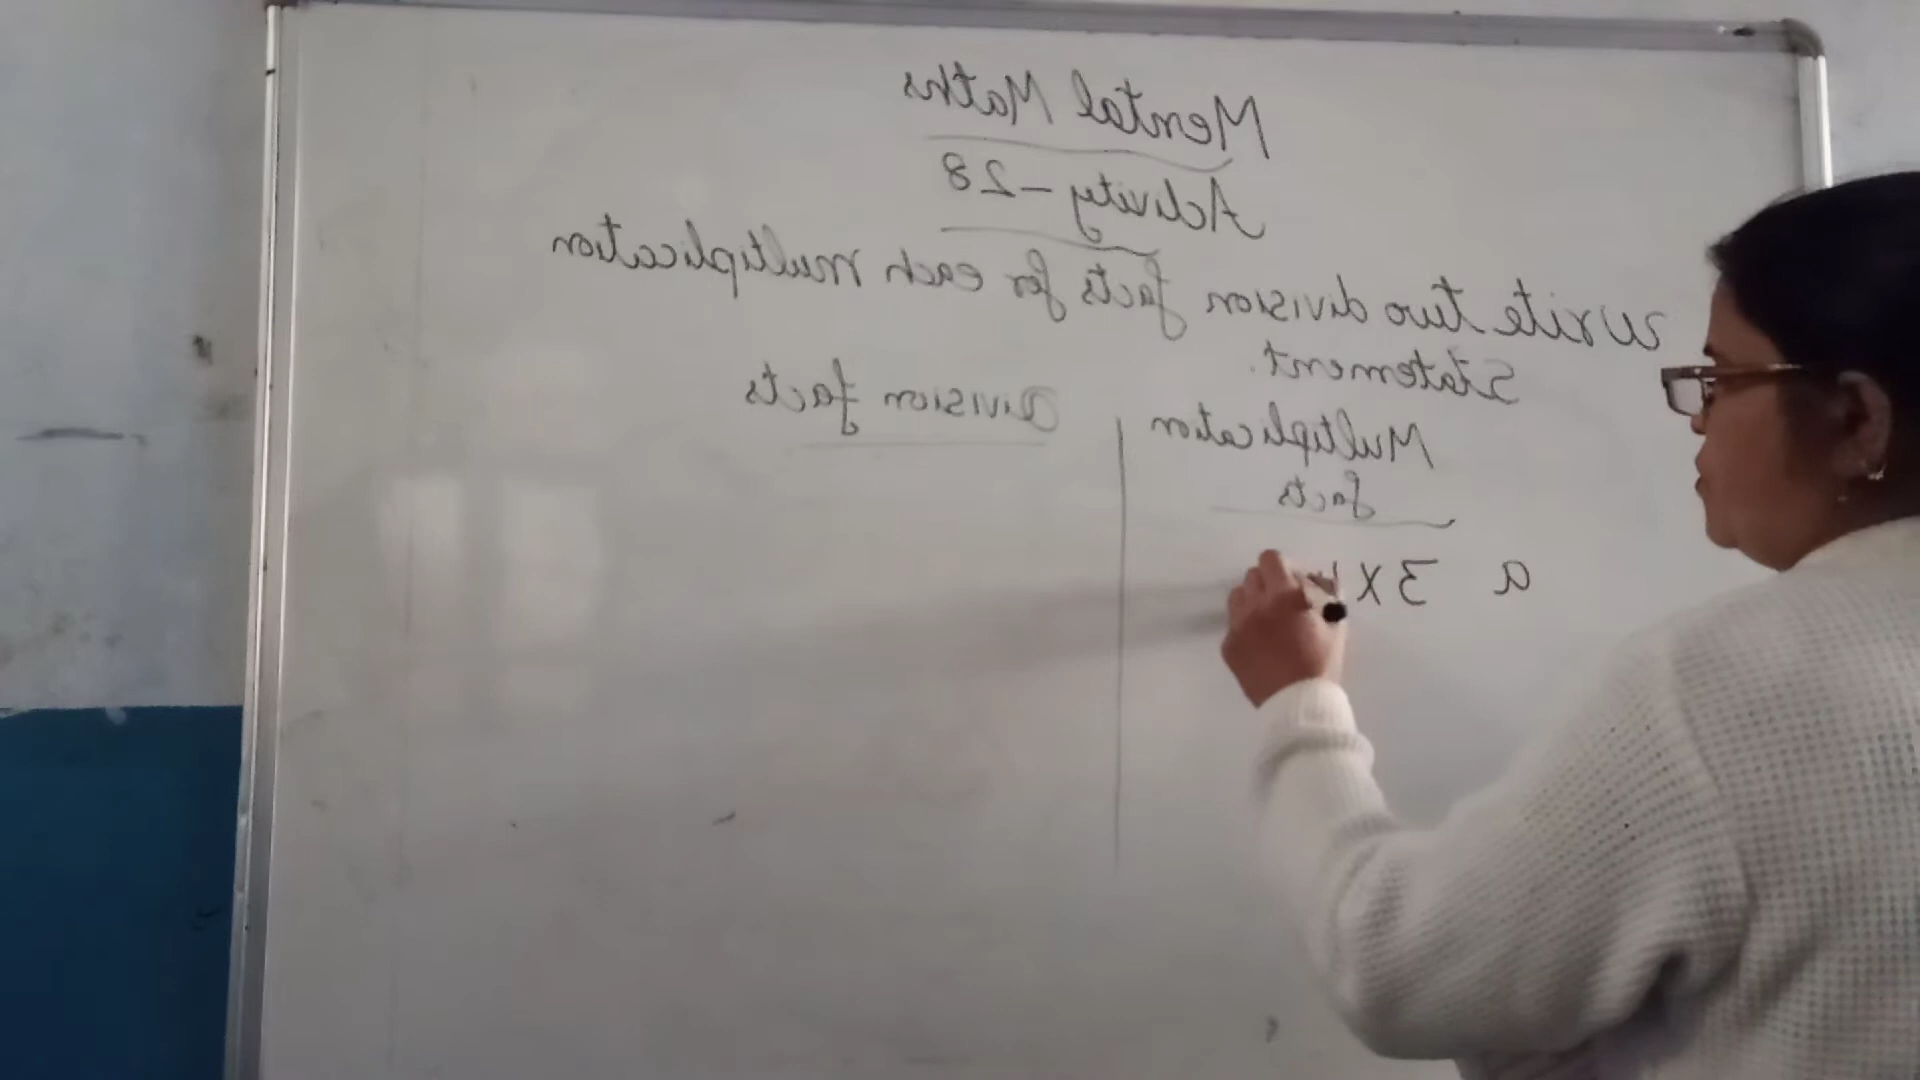 Mental Maths
Activity - 28
write two division facts for each multiplication
Statement.
Multiplication
facts
Division facts
a 3 x